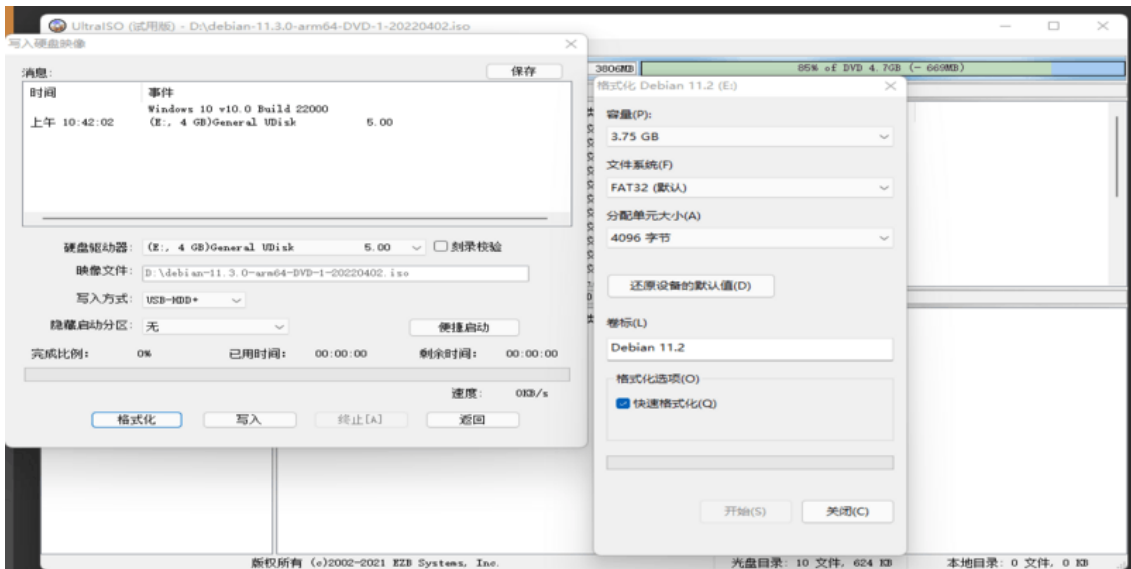 UltraISO (试用版) - D:\debian-11.3.0-arm64-DVD-1-20220402.iso
写入硬盘映像
消息:
保存
时间 事件
Windows 10 v10.0 Build 22000
上午 10:42:02 (E:, 4 GB)General UDisk 5.00
硬盘驱动器: (E:, 4 GB)General UDisk 5.00 刻录校验
映像文件: D:\debian-11.3.0-arm64-DVD-1-20220402.iso
写入方式: USB-HDD+
隐藏启动分区: 无 便捷启动
完成比例: 0% 已用时间: 00:00:00 剩余时间: 00:00:00
速度: 0KB/s
格式化 写入 终止[A] 返回
3806MB 85% of DVD 4.7GB (- 669MB)
格式化 Debian 11.2 (E:)
容量(P):
3.75 GB
文件系统(F)
FAT32 (默认)
分配单元大小(A)
4096 字节
还原设备的默认值(D)
卷标(L)
Debian 11.2
格式化选项(O)
快速格式化(Q)
开始(S) 关闭(C)
版权所有 (c)2002-2021 EZB Systems, Inc. 光盘目录: 10 文件, 624 KB 本地目录: 0 文件, 0 KB